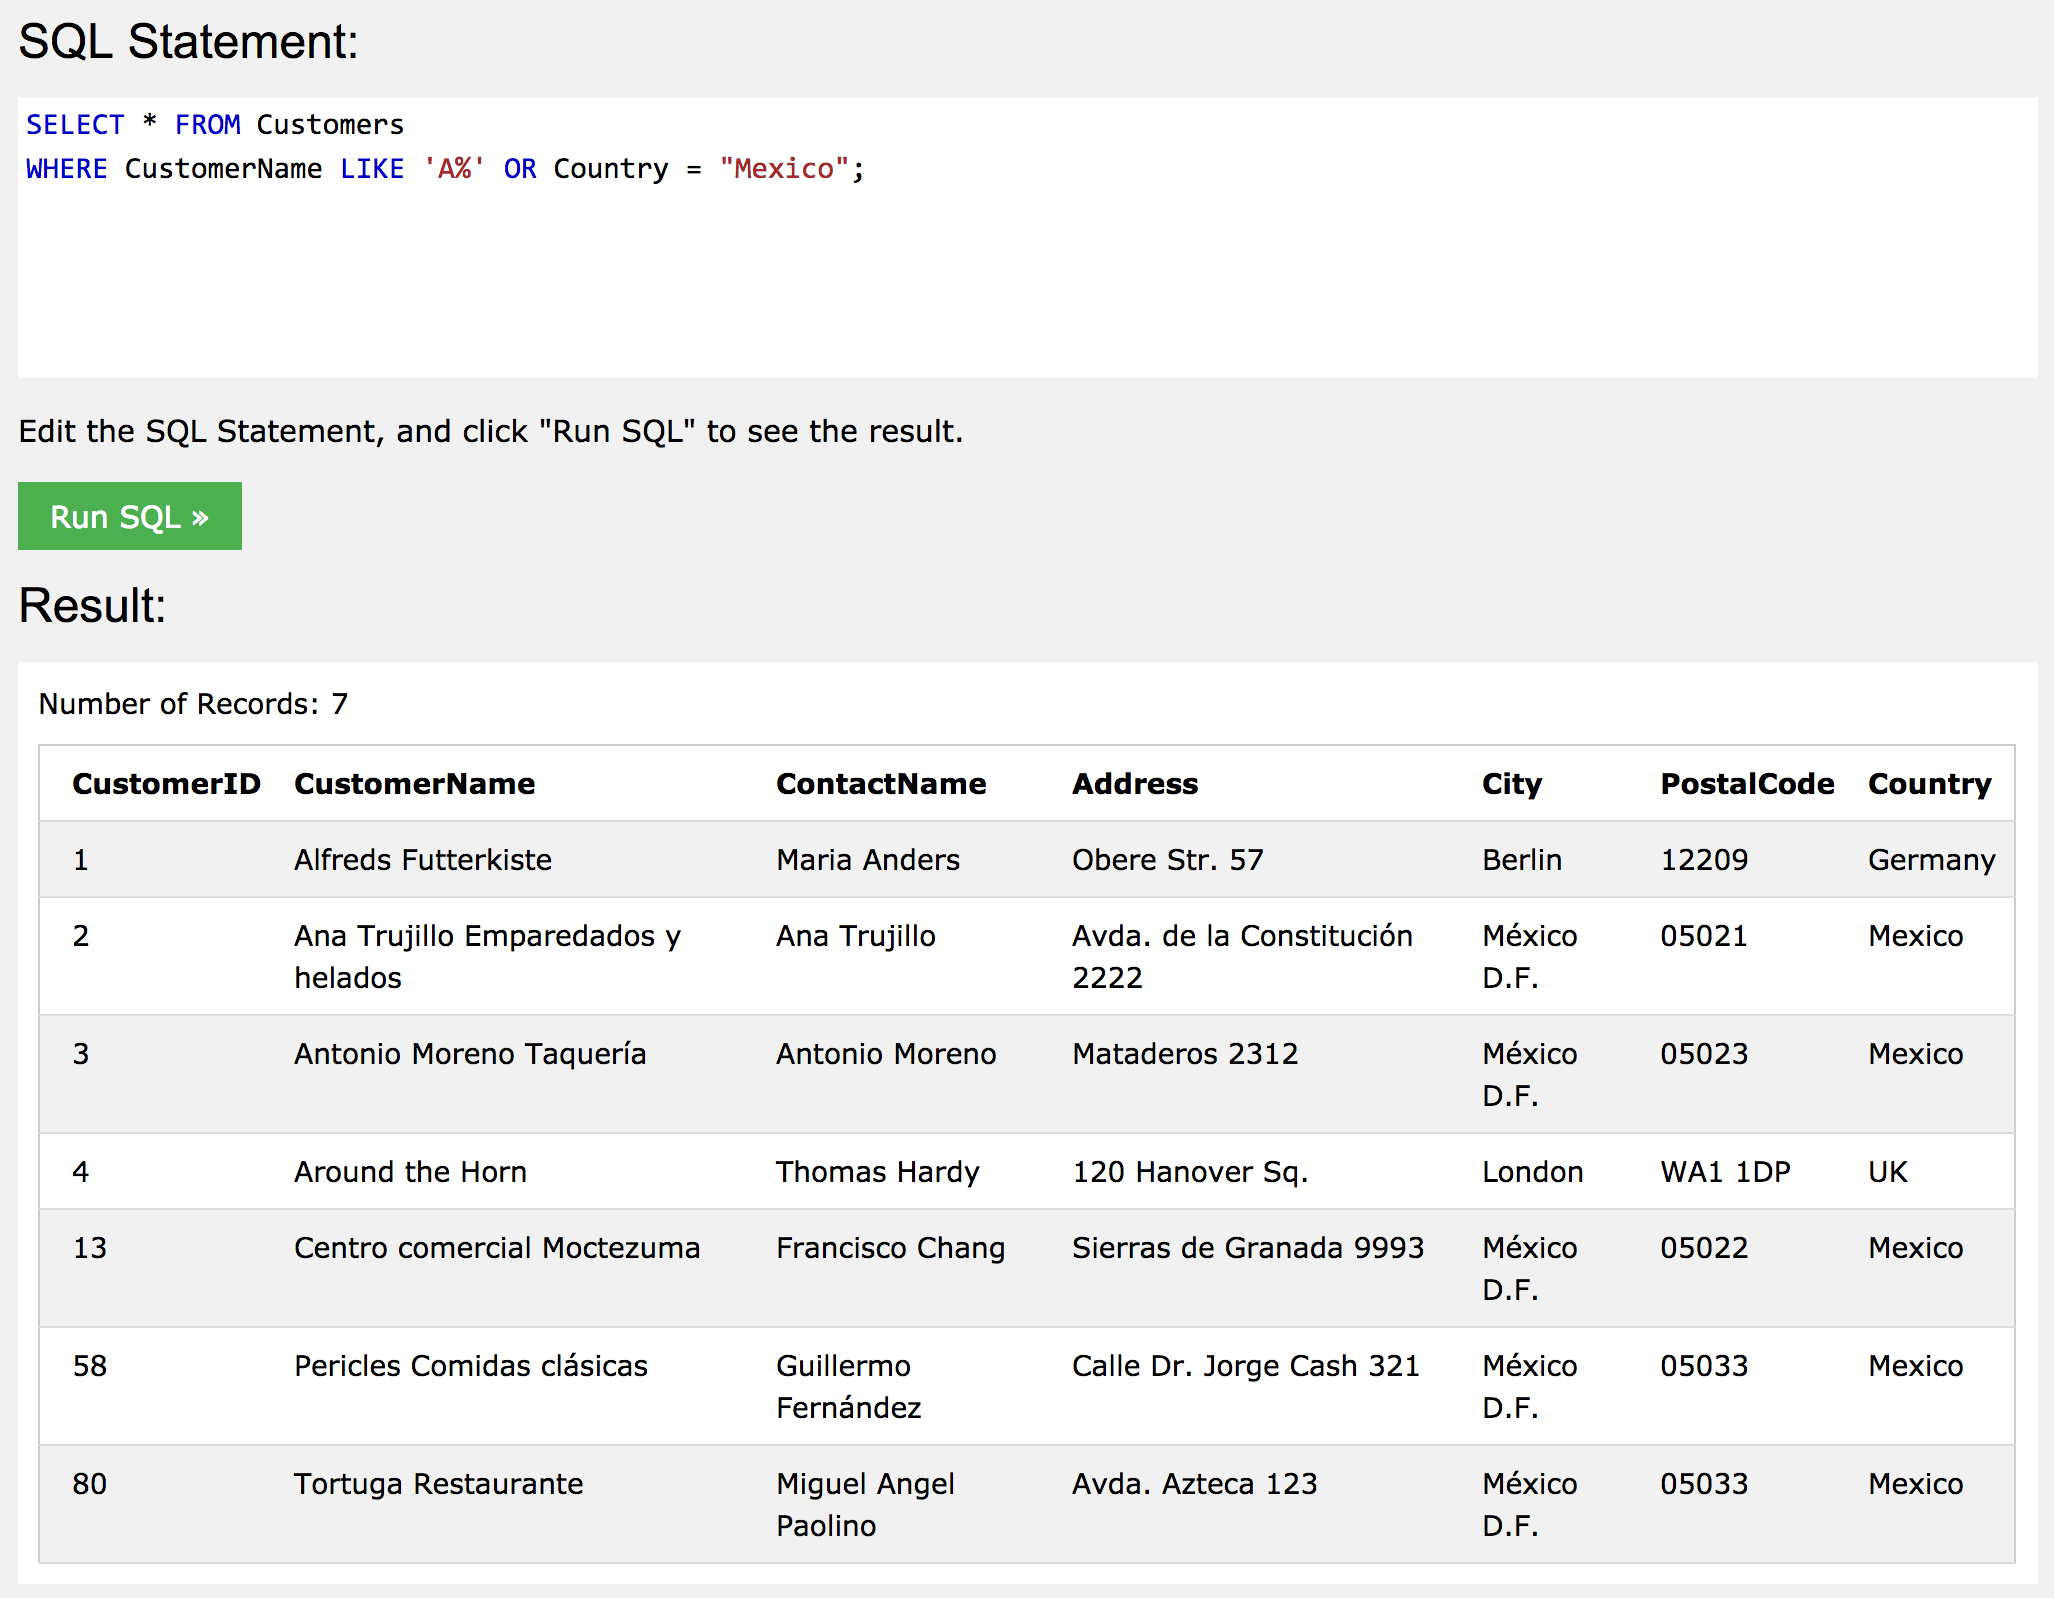 SQL Statement:
SELECT * FROM Customers
WHERE CustomerName LIKE 'A%' OR Country = "Mexico";
Edit the SQL Statement, and click "Run SQL" to see the result.
Run SQL »
Result:
Number of Records: 7
CustomerID CustomerName ContactName Address City PostalCode Country
1 Alfreds Futterkiste Maria Anders Obere Str. 57 Berlin 12209 Germany
2 Ana Trujillo Emparedados y Ana Trujillo Avda. de la Constitución México 05021 Mexico
helados 2222 D.F.
3 Antonio Moreno Taquería Antonio Moreno Mataderos 2312 México 05023 Mexico
D.F.
4 Around the Horn Thomas Hardy 120 Hanover Sq. London WA1 1DP UK
13 Centro comercial Moctezuma Francisco Chang Sierras de Granada 9993 México 05022 Mexico
D.F.
58 Pericles Comidas clásicas Guillermo Calle Dr. Jorge Cash 321 México 05033 Mexico
Fernández D.F.
80 Tortuga Restaurante Miguel Angel Avda. Azteca 123 México 05033 Mexico
Paolino D.F.